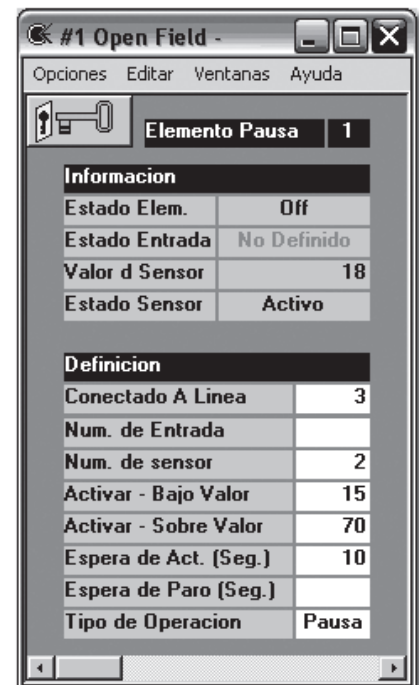 #1 Open Field -
Opciones Editar Ventanas Ayuda
Elemento Pausa 1
Informacion
Estado Elem. Off
Estado Entrada No Definido
Valor d Sensor 18
Estado Sensor Activo
Definicion
Conectado A Linea 3
Num. de Entrada
Num. de sensor 2
Activar - Bajo Valor 15
Activar - Sobre Valor 70
Espera de Act. (Seg.) 10
Espera de Paro (Seg.)
Tipo de Operacion Pausa